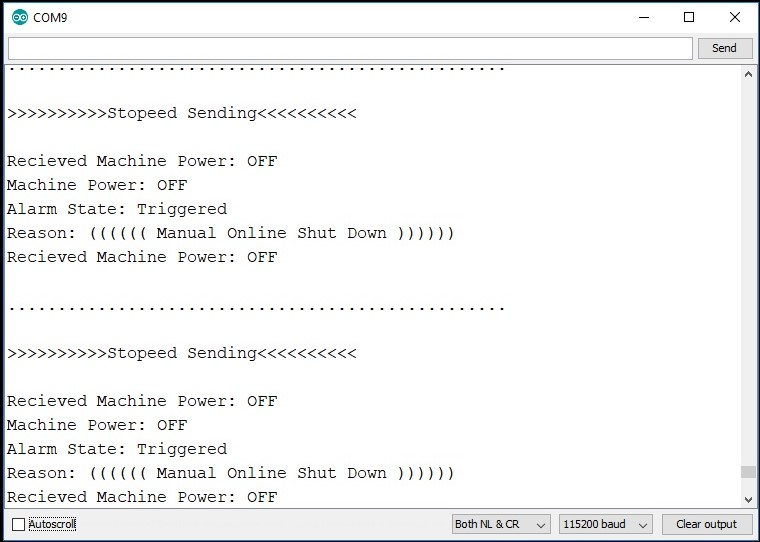 COM9
Send
..................................................
>>>>>>>>>>Stopeed Sending<<<<<<<<<<
Recieved Machine Power: OFF
Machine Power: OFF
Alarm State: Triggered
Reason: (((((( Manual Online Shut Down ))))))
Recieved Machine Power: OFF
..................................................
>>>>>>>>>>Stopeed Sending<<<<<<<<<<
Recieved Machine Power: OFF
Machine Power: OFF
Alarm State: Triggered
Reason: (((((( Manual Online Shut Down ))))))
Recieved Machine Power: OFF
Autoscroll
Both NL & CR
115200 baud
Clear output